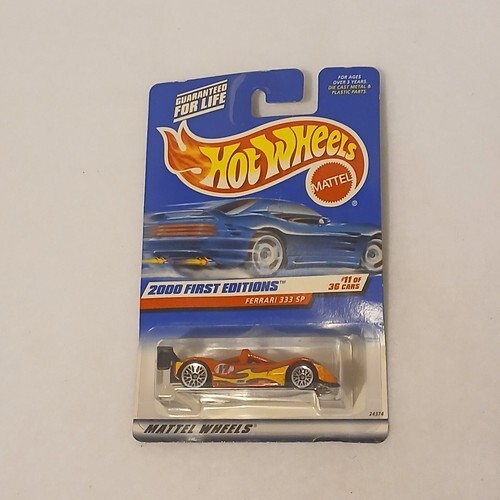 GUARANTEED
FOR LIFE
FOR AGES
OVER 3 YEARS
DIE CAST METAL &
PLASTIC PARTS
HOT WHEELS
MATTEL
®
2000 FIRST EDITIONS™
FERRARI 333 SP
#11 OF
36 CARS
24374
MATTEL WHEELS